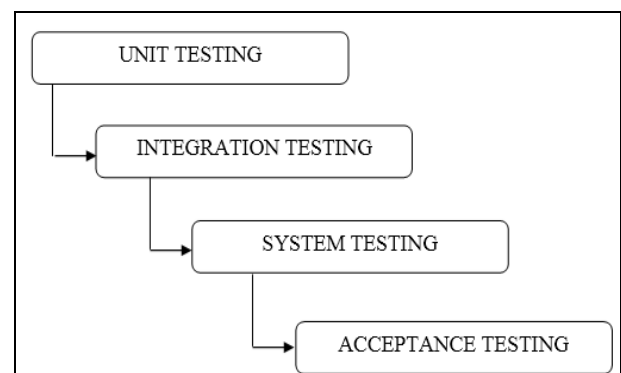 UNIT TESTING
INTEGRATION TESTING
SYSTEM TESTING
ACCEPTANCE TESTING